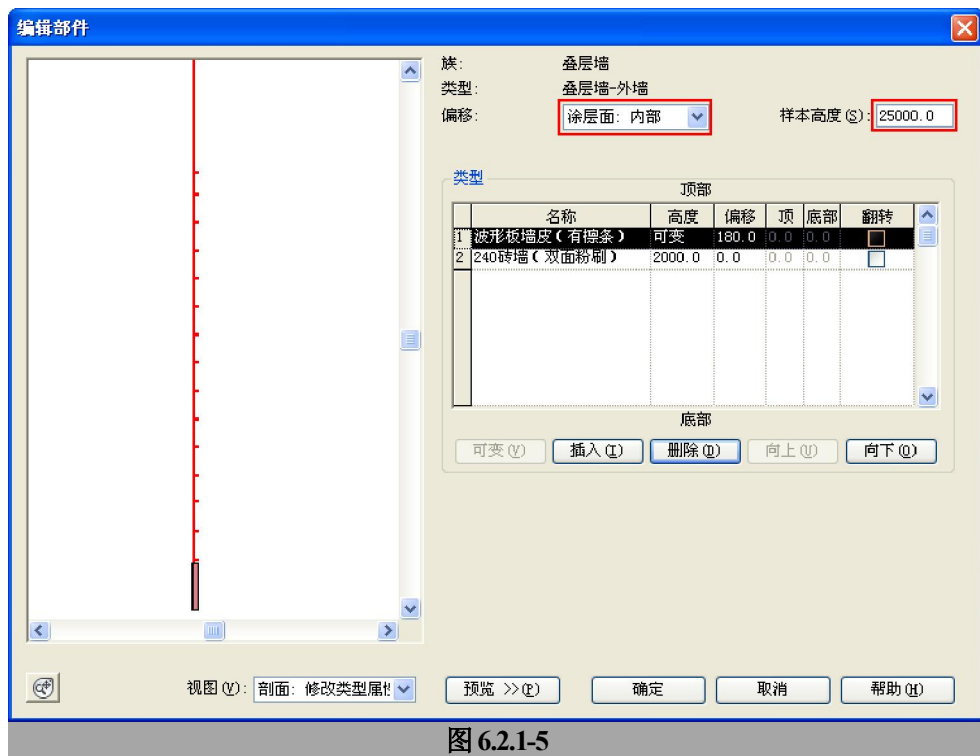 编辑部件
族: 叠层墙
类型: 叠层墙-外墙
偏移: 涂层面: 内部 样本高度(S): 25000.0
类型
顶部
名称 高度 偏移 顶 底部 翻转
1 波形板墙皮(有檩条) 可变 180.0 0.0 0.0
2 240砖墙(双面粉刷) 2000.0 0.0 0.0 0.0
底部
可变(V) 插入(I) 删除(D) 向上(U) 向下(O)
视图(V): 剖面: 修改类型属性 预览 >>(P) 确定 取消 帮助(H)
图 6.2.1-5